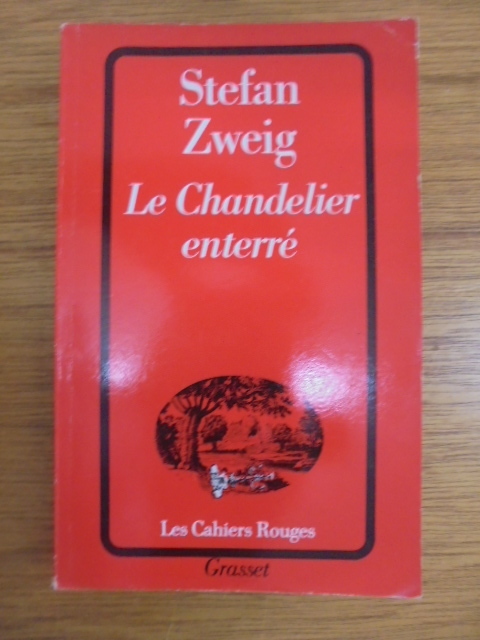 Stefan
Zweig
Le Chandelier
enterré
Les Cahiers Rouges
Grasset